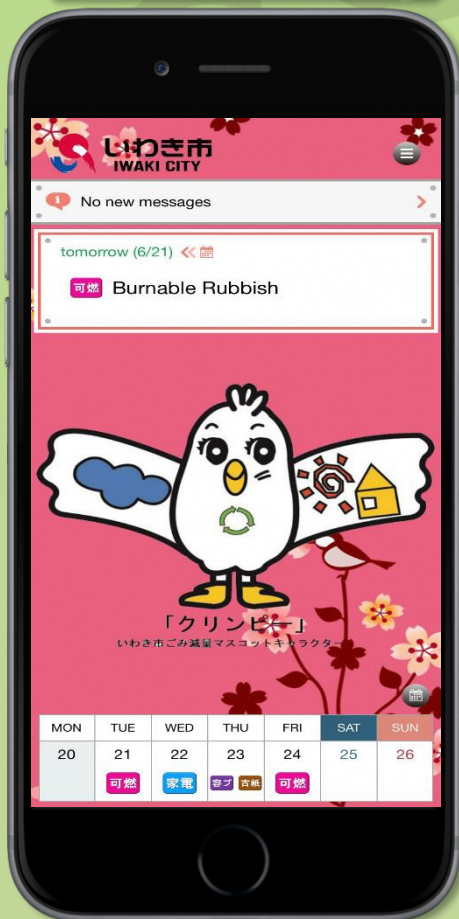 いわき市
IWAKI CITY
No new messages
tomorrow (6/21)
可燃 Burnable Rubbish
「クリンピー」
いわき市ごみ減量マスコットキャラクター
MON TUE WED THU FRI SAT SUN
20 21 22 23 24 25 26
可燃 家電 容プ 古紙 可燃